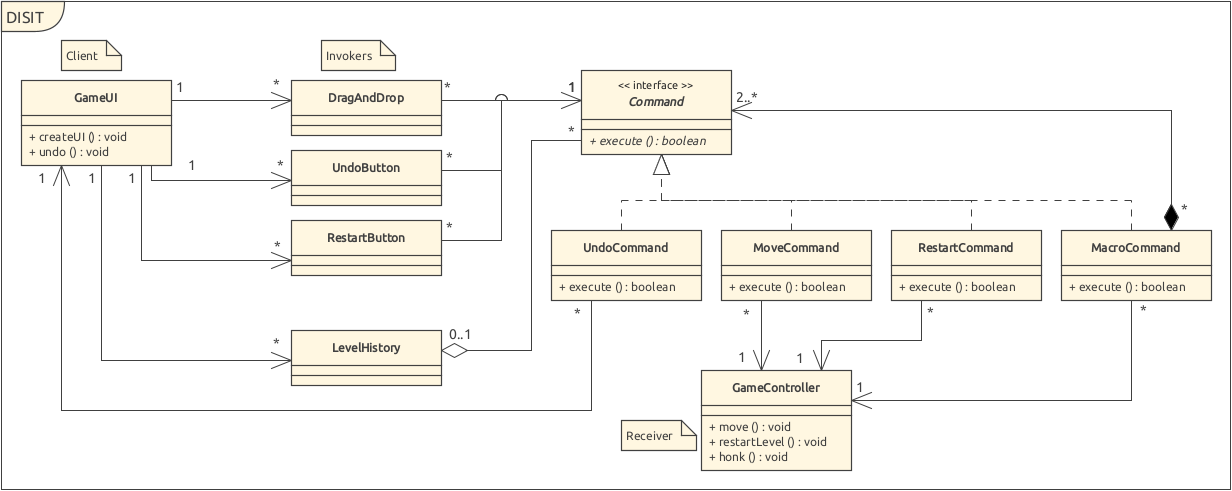 DISIT
Client
Invokers
GameUI
+ createUI () : void
+ undo () : void
1
*
DragAndDrop
*
1
<< interface >>
Command
+ execute () : boolean
2..*
*
1
*
UndoButton
*
1
1
1
*
RestartButton
*
*
UndoCommand
+ execute () : boolean
MoveCommand
+ execute () : boolean
RestartCommand
+ execute () : boolean
MacroCommand
+ execute () : boolean
*
*
*
*
*
LevelHistory
0..1
1
1
1
GameController
+ move () : void
+ restartLevel () : void
+ honk () : void
Receiver